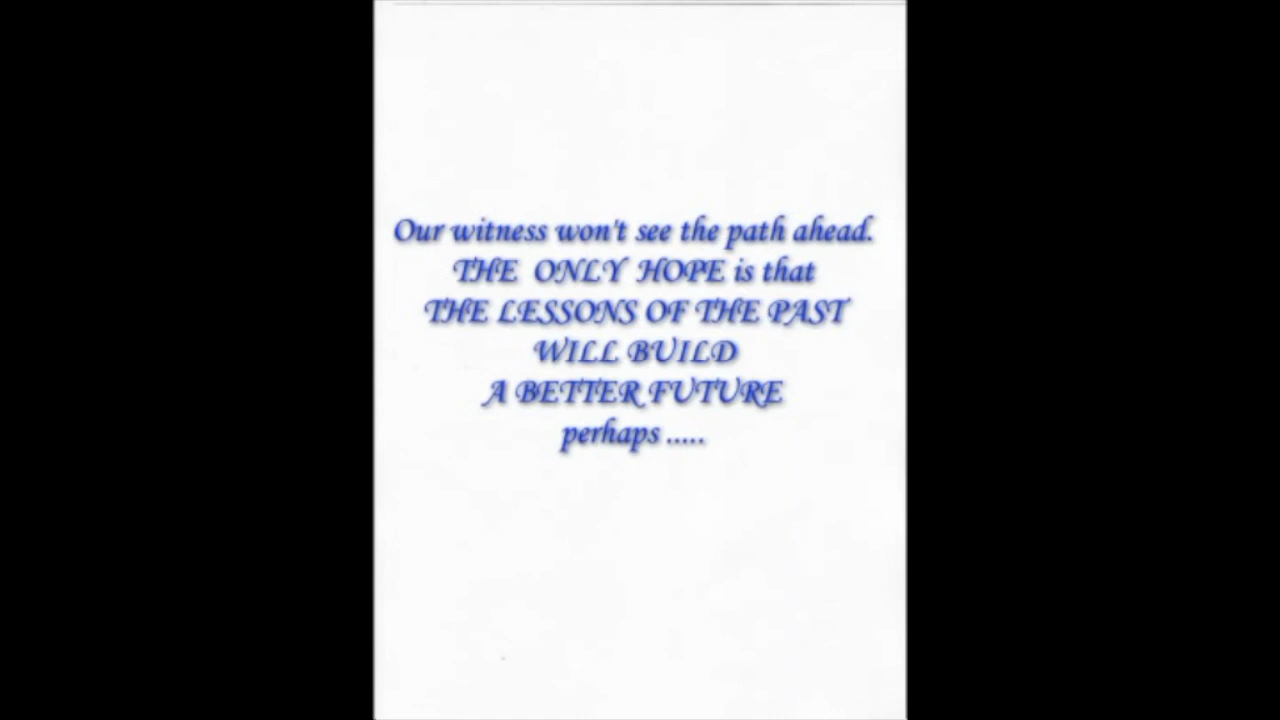 Our witness won't see the path ahead.
THE ONLY HOPE is that
THE LESSONS OF THE PAST
WILL BUILD
A BETTER FUTURE
perhaps .....